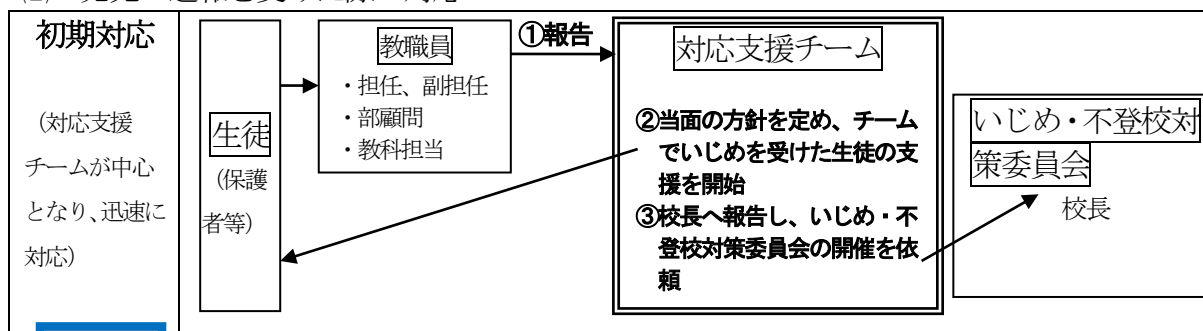 初期対応
(対応支援
チームが中心
となり、迅速に
対応)
生徒
(保護
者等)
教職員
・担任、副担任
・部顧問
・教科担当
①報告
対応支援チーム
②当面の方針を定め、チーム
でいじめを受けた生徒の支
援を開始
③校長へ報告し、いじめ・不
登校対策委員会の開催を依
頼
いじめ・不登校対
策委員会
校長